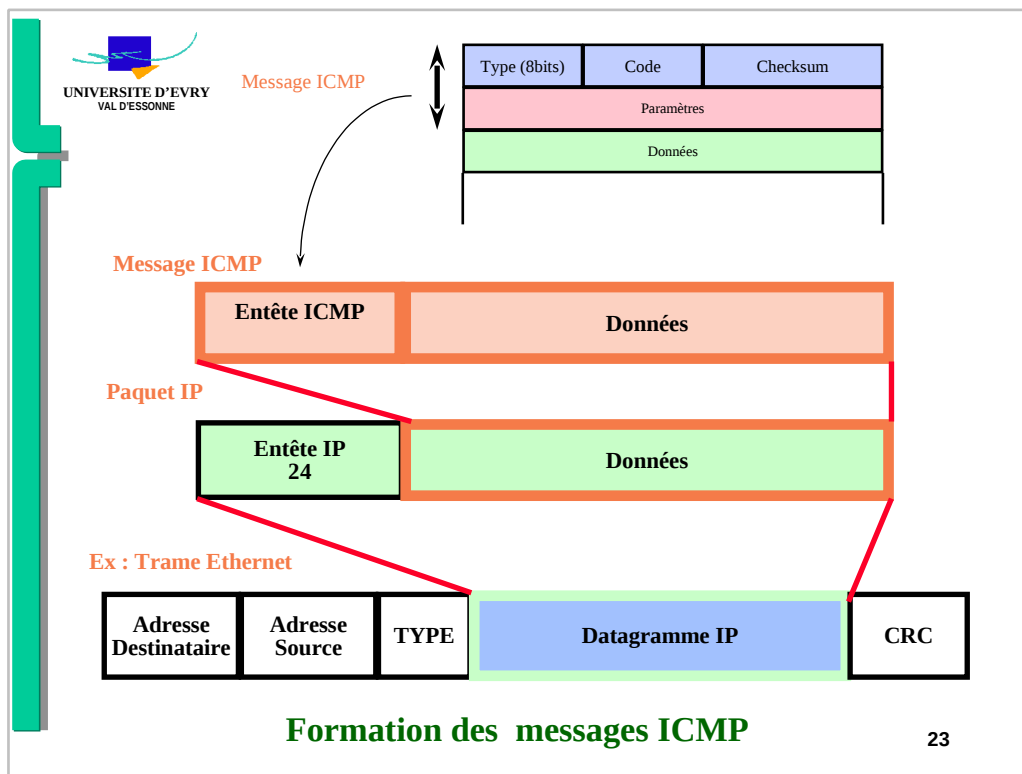 UNIVERSITE D'EVRY
VAL D'ESSONNE
Message ICMP
Type (8bits) Code Checksum
Paramètres
Données
Message ICMP
Entête ICMP Données
Paquet IP
Entête IP
24
Données
Ex : Trame Ethernet
Adresse
Destinataire
Adresse
Source
TYPE
Datagramme IP
CRC
Formation des messages ICMP
23